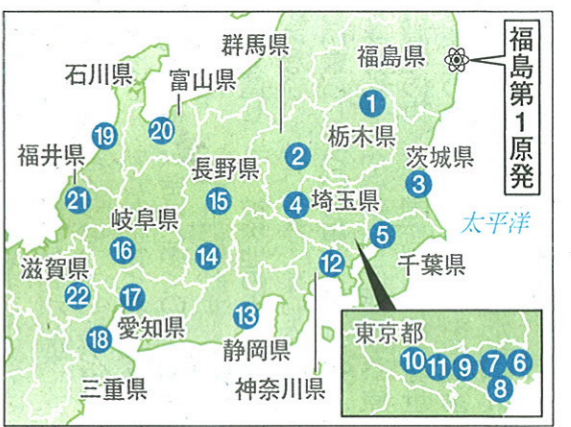 群馬県
福島県
福島第1原発
石川県
富山県
1
19
20
栃木県
福井県
2
茨城県
長野県
3
21
15
4
埼玉県
岐阜県
5
太平洋
16
14
12
滋賀県
千葉県
22
17
13
愛知県
東京都
18
静岡県
10
11
9
7
6
8
三重県
神奈川県